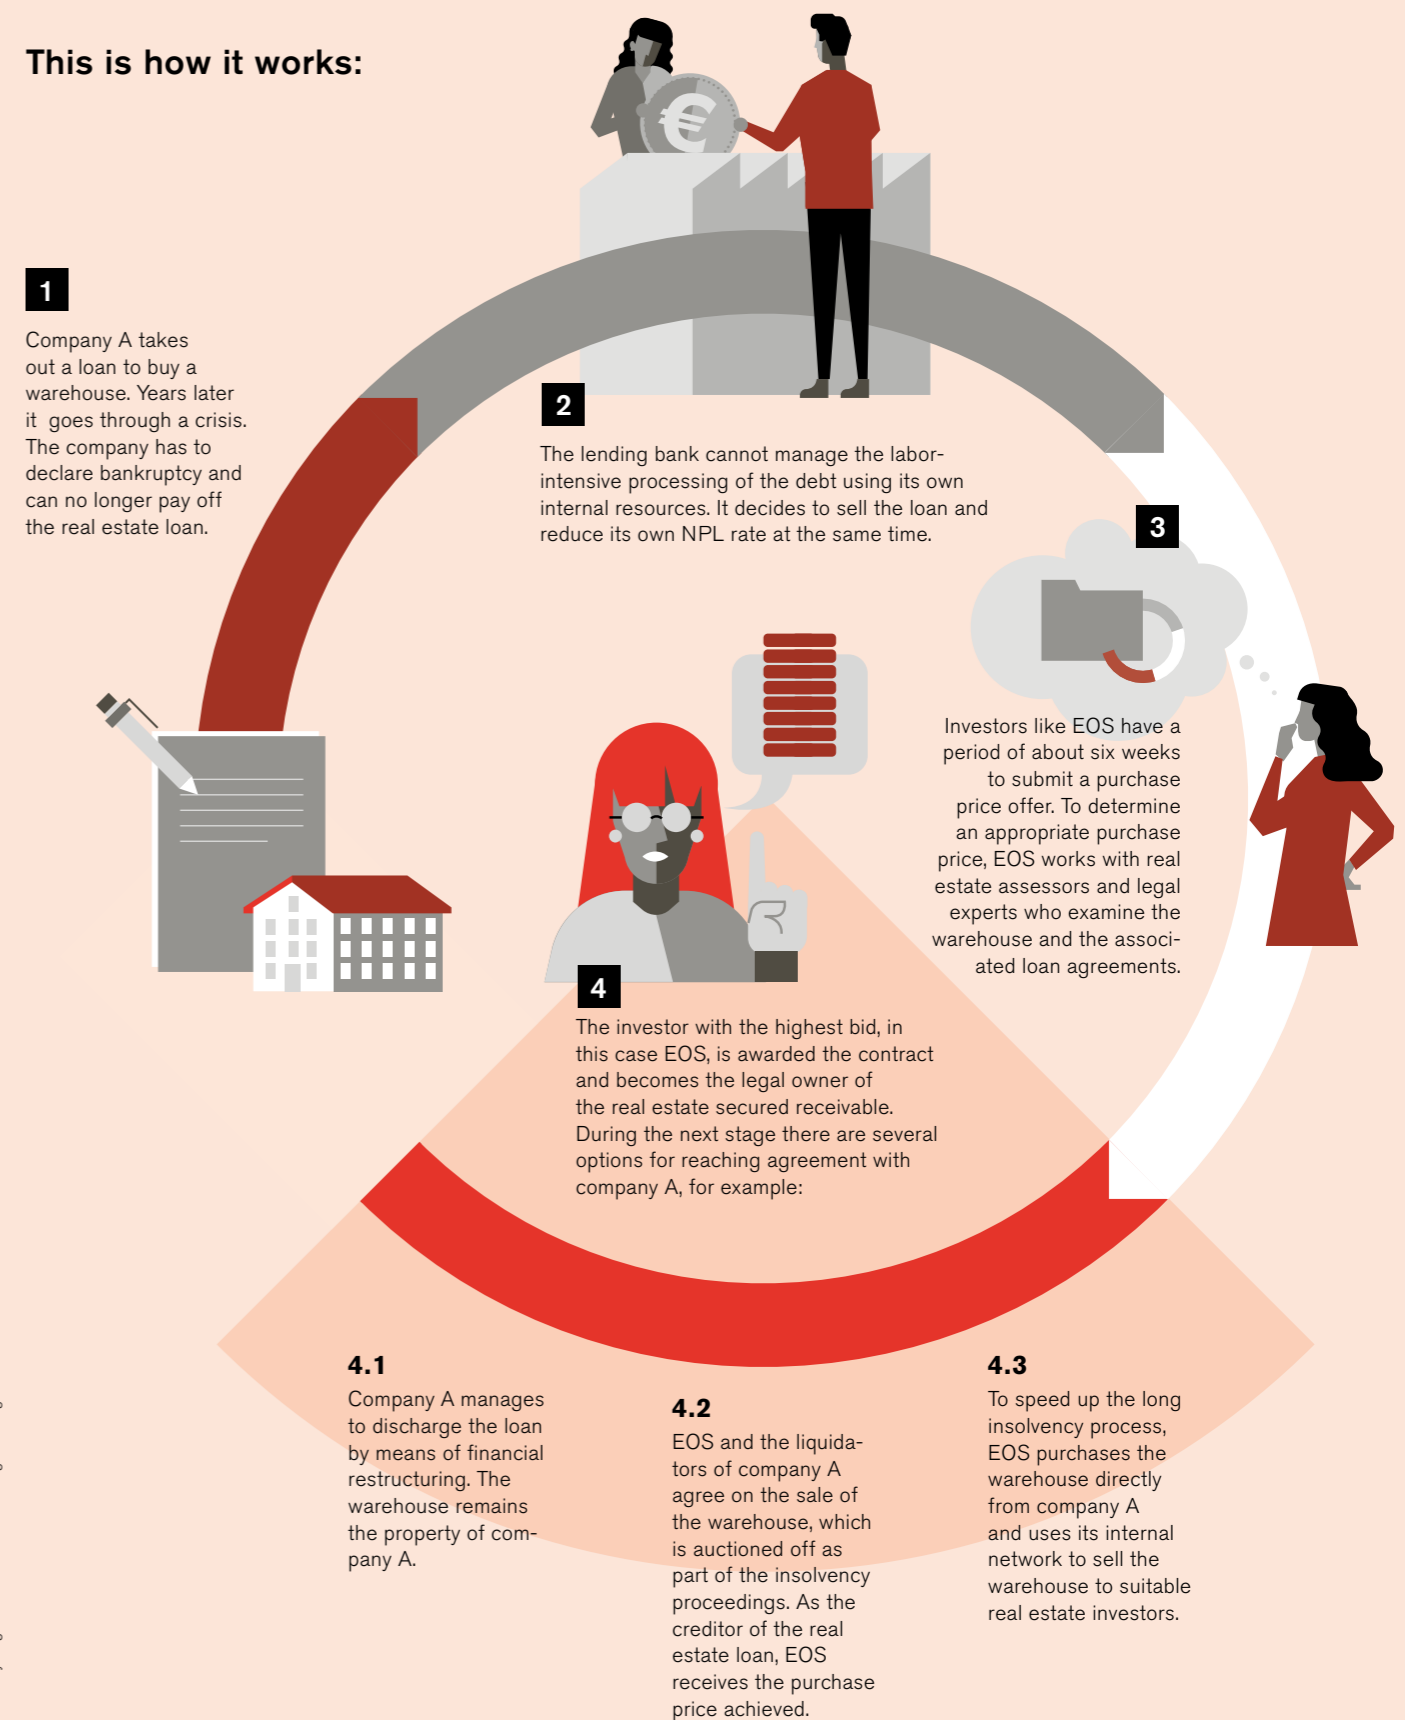 This is how it works:
1
Company A takes
out a loan to buy a
warehouse. Years later
it goes through a crisis.
The company has to
declare bankruptcy and
can no longer pay off
the real estate loan.
€
2
The lending bank cannot manage the labor-
intensive processing of the debt using its own
internal resources. It decides to sell the loan and
reduce its own NPL rate at the same time.
3
Investors like EOS have a
period of about six weeks
to submit a purchase
price offer. To determine
an appropriate purchase
price, EOS works with real
estate assessors and legal
experts who examine the
warehouse and the associ-
ated loan agreements.
4
The investor with the highest bid, in
this case EOS, is awarded the contract
and becomes the legal owner of
the real estate secured receivable.
During the next stage there are several
options for reaching agreement with
company A, for example:
4.1
Company A manages
to discharge the loan
by means of financial
restructuring. The
warehouse remains
the property of com-
pany A.
4.2
EOS and the liquida-
tors of company A
agree on the sale of
the warehouse, which
is auctioned off as
part of the insolvency
proceedings. As the
creditor of the real
estate loan, EOS
receives the purchase
price achieved.
4.3
To speed up the long
insolvency process,
EOS purchases the
warehouse directly
from company A
and uses its internal
network to sell the
warehouse to suitable
real estate investors.